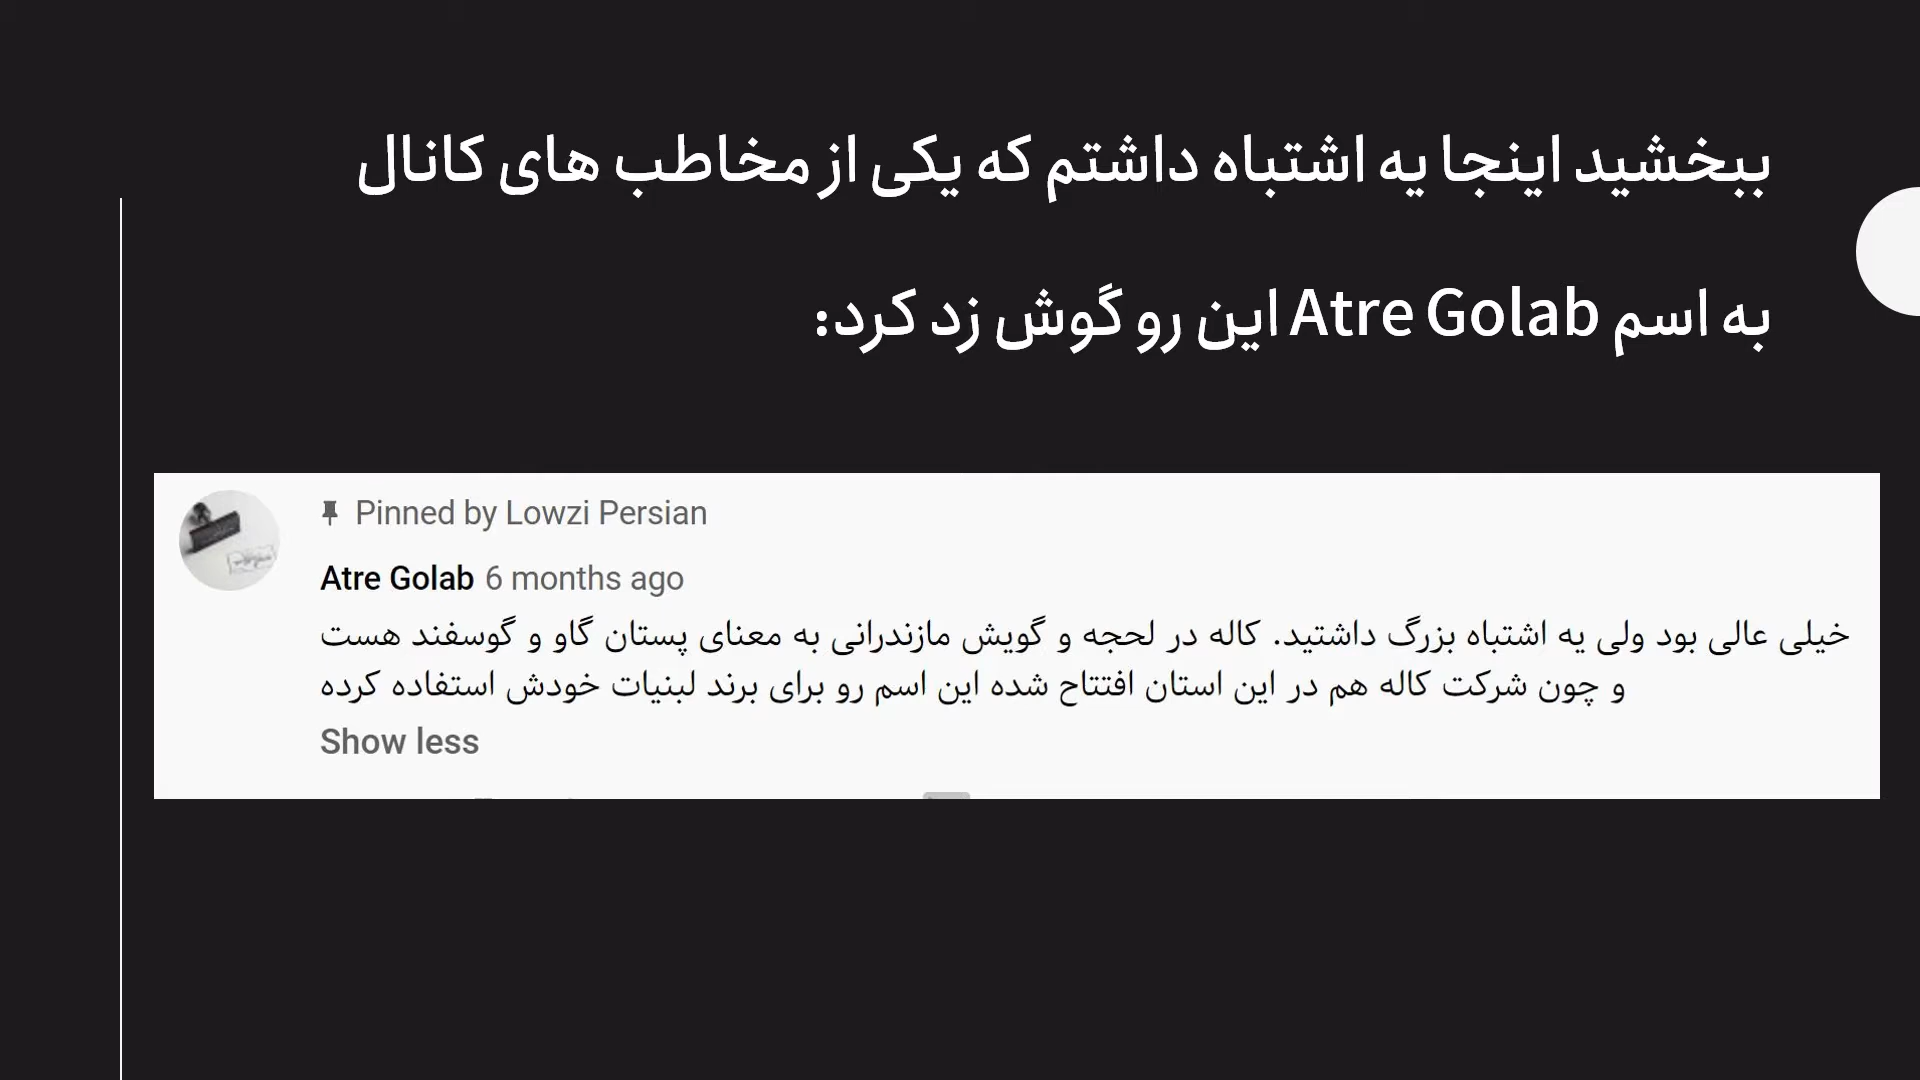 ببخشید اینجا یه اشتباه داشتم که یکی از مخاطب های کانال
به اسم Atre Golab این رو گوش زد کرد:
Pinned by Lowzi Persian
Atre Golab 6 months ago
خیلی عالی بود ولی یه اشتباه بزرگ داشتید. کاله در لحجه و گویش مازندرانی به معنای پستان گاو و گوسفند هست
و چون شرکت کاله هم در این استان افتتاح شده این اسم رو برای برند لبنیات خودش استفاده کرده
Show less